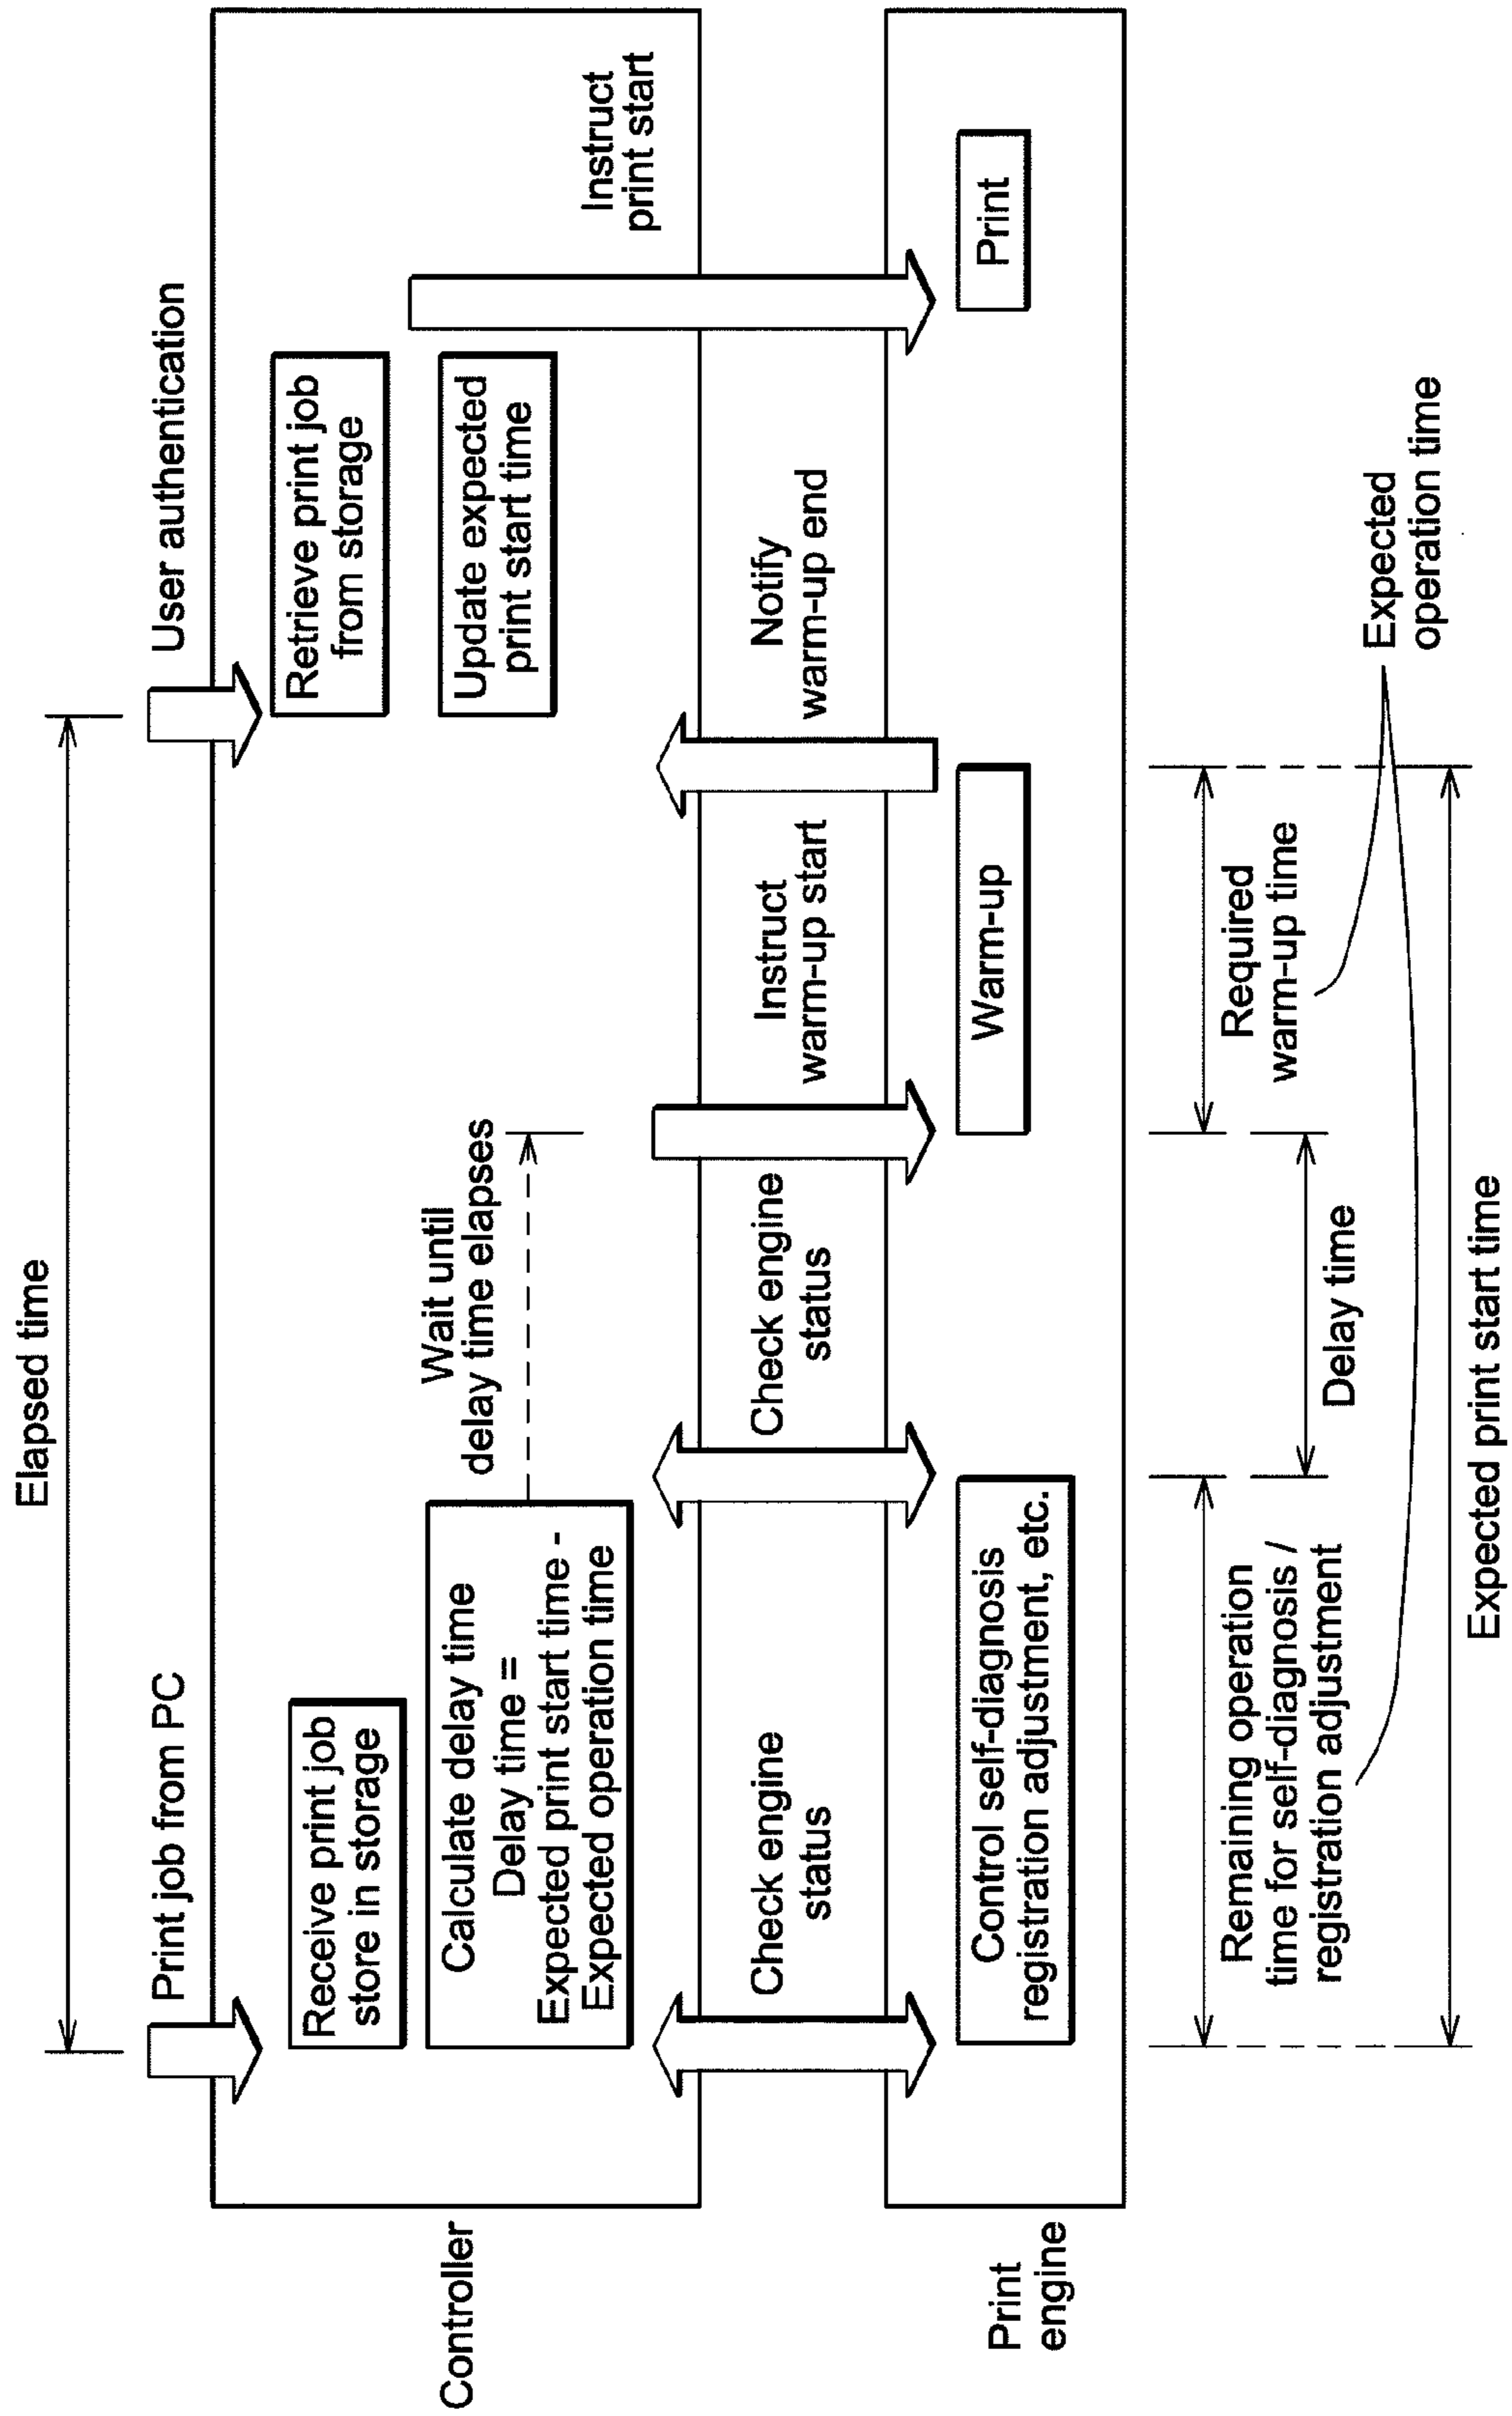 Elapsed time
Print job from PC
User authentication
Controller
Receive print job
store in storage
Retrieve print job
from storage
Calculate delay time
Delay time =
Expected print start time -
Expected operation time
Wait until
delay time elapses
Update expected
print start time
Instruct
print start
Check engine
status
Check engine
status
Instruct
warm-up start
Notify
warm-up end
Print
engine
Control self-diagnosis
registration adjustment, etc.
Warm-up
Print
Remaining operation
time for self-diagnosis /
registration adjustment
Delay time
Required
warm-up time
Expected
operation time
Expected print start time